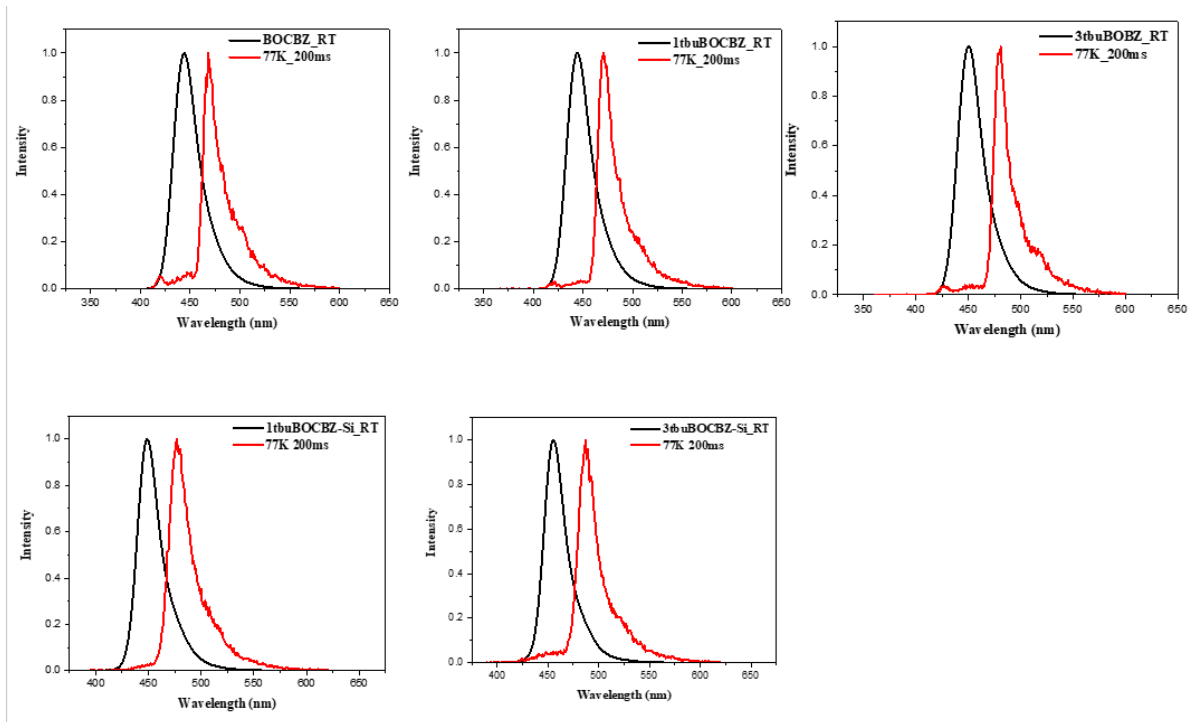 BOCBZ_RT
77K_200ms
Intensity
1.0
0.8
0.6
0.4
0.2
0.0
350 400 450 500 550 600 650
Wavelength (nm)
1tbuBOCBZ_RT
77K_200ms
Intensity
1.0
0.8
0.6
0.4
0.2
0.0
350 400 450 500 550 600 650
Wavelength (nm)
3tbuBOBZ_RT
77K_200ms
Intensity
1.0
0.8
0.6
0.4
0.2
0.0
350 400 450 500 550 600 650
Wavelength (nm)
1tbuBOCBZ-Si_RT
77K 200ms
Intensity
1.0
0.8
0.6
0.4
0.2
0.0
400 450 500 550 600 650
Wavelength (nm)
3tbuBOCBZ-Si_RT
77K 200ms
Intensity
1.0
0.8
0.6
0.4
0.2
0.0
400 450 500 550 600 650
Wavelength (nm)